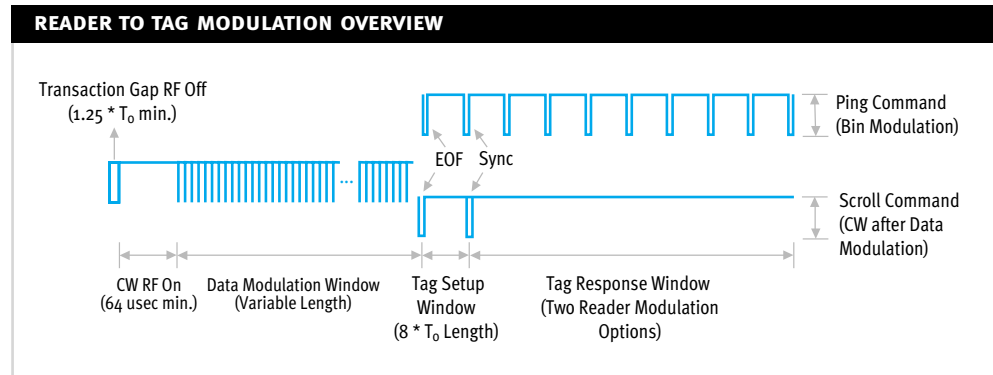 READER TO TAG MODULATION OVERVIEW
Transaction Gap RF Off
(1.25 * T₀ min.)
Ping Command
(Bin Modulation)
EOF
Sync
...
Scroll Command
(CW after Data
Modulation)
CW RF On
(64 usec min.)
Data Modulation Window
(Variable Length)
Tag Setup
Window
(8 * T₀ Length)
Tag Response Window
(Two Reader Modulation
Options)